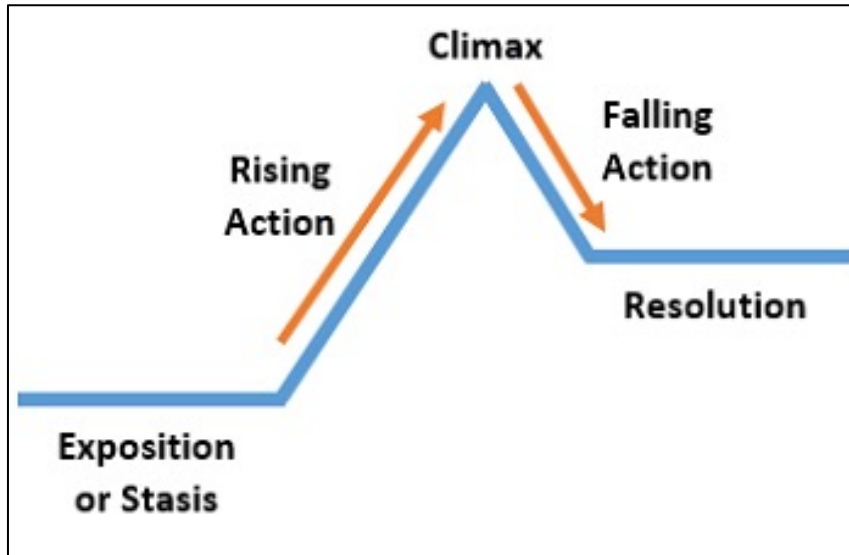 Climax
Rising
Action
Falling
Action
Resolution
Exposition
or Stasis